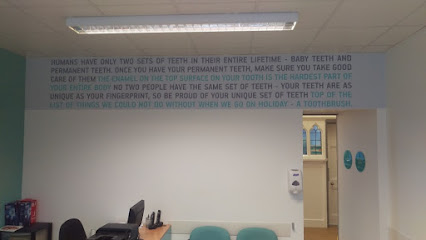 HUMANS HAVE ONLY TWO SETS OF TEETH IN THEIR ENTIRE LIFETIME - BABY TEETH AND
PERMANENT TEETH. ONCE YOU HAVE YOUR PERMANENT TEETH, MAKE SURE YOU TAKE GOOD
CARE OF THEM THE ENAMEL ON THE TOP SURFACE ON YOUR TOOTH IS THE HARDEST PART OF
YOUR ENTIRE BODY NO TWO PEOPLE HAVE THE SAME SET OF TEETH - YOUR TEETH ARE AS
UNIQUE AS YOUR FINGERPRINT, SO BE PROUD OF YOUR UNIQUE SET OF TEETH TOP OF THE
LIST OF THINGS WE COULD NOT DO WITHOUT WHEN WE GO ON HOLIDAY - A TOOTHBRUSH.